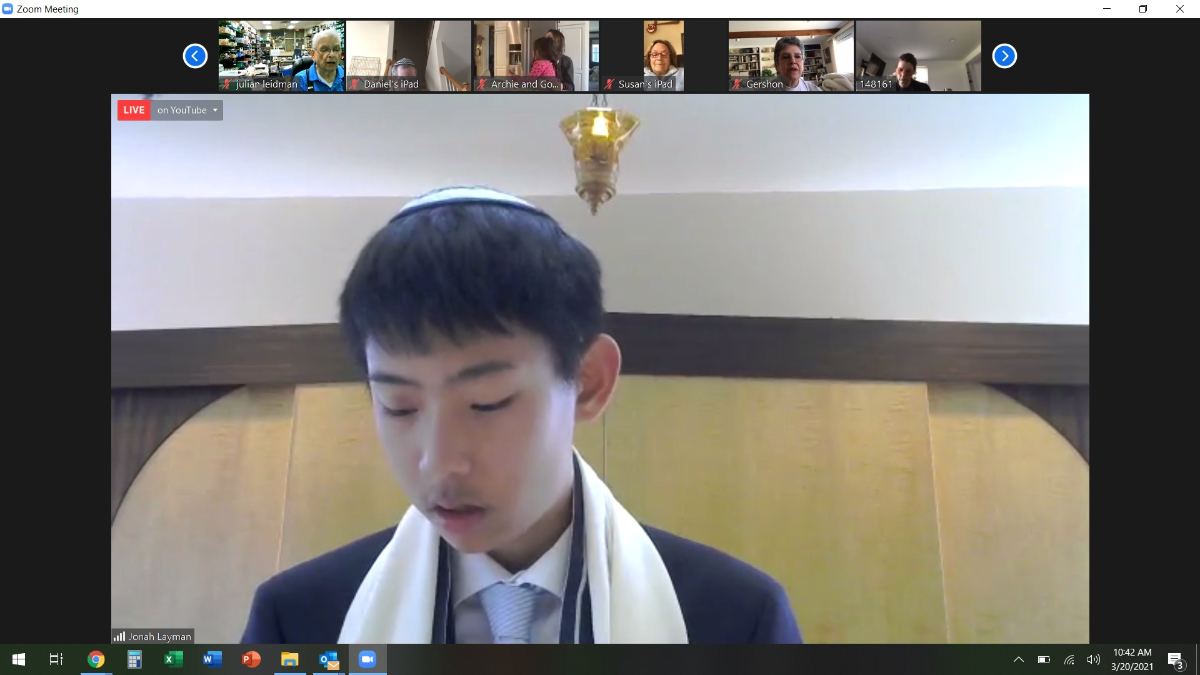 Zoom Meeting
julian leidman
Daniel's iPad
Archie and Go...
Susan's iPad
Gershon
148161
LIVE on YouTube
Jonah Layman
10:42 AM
3/20/2021
3